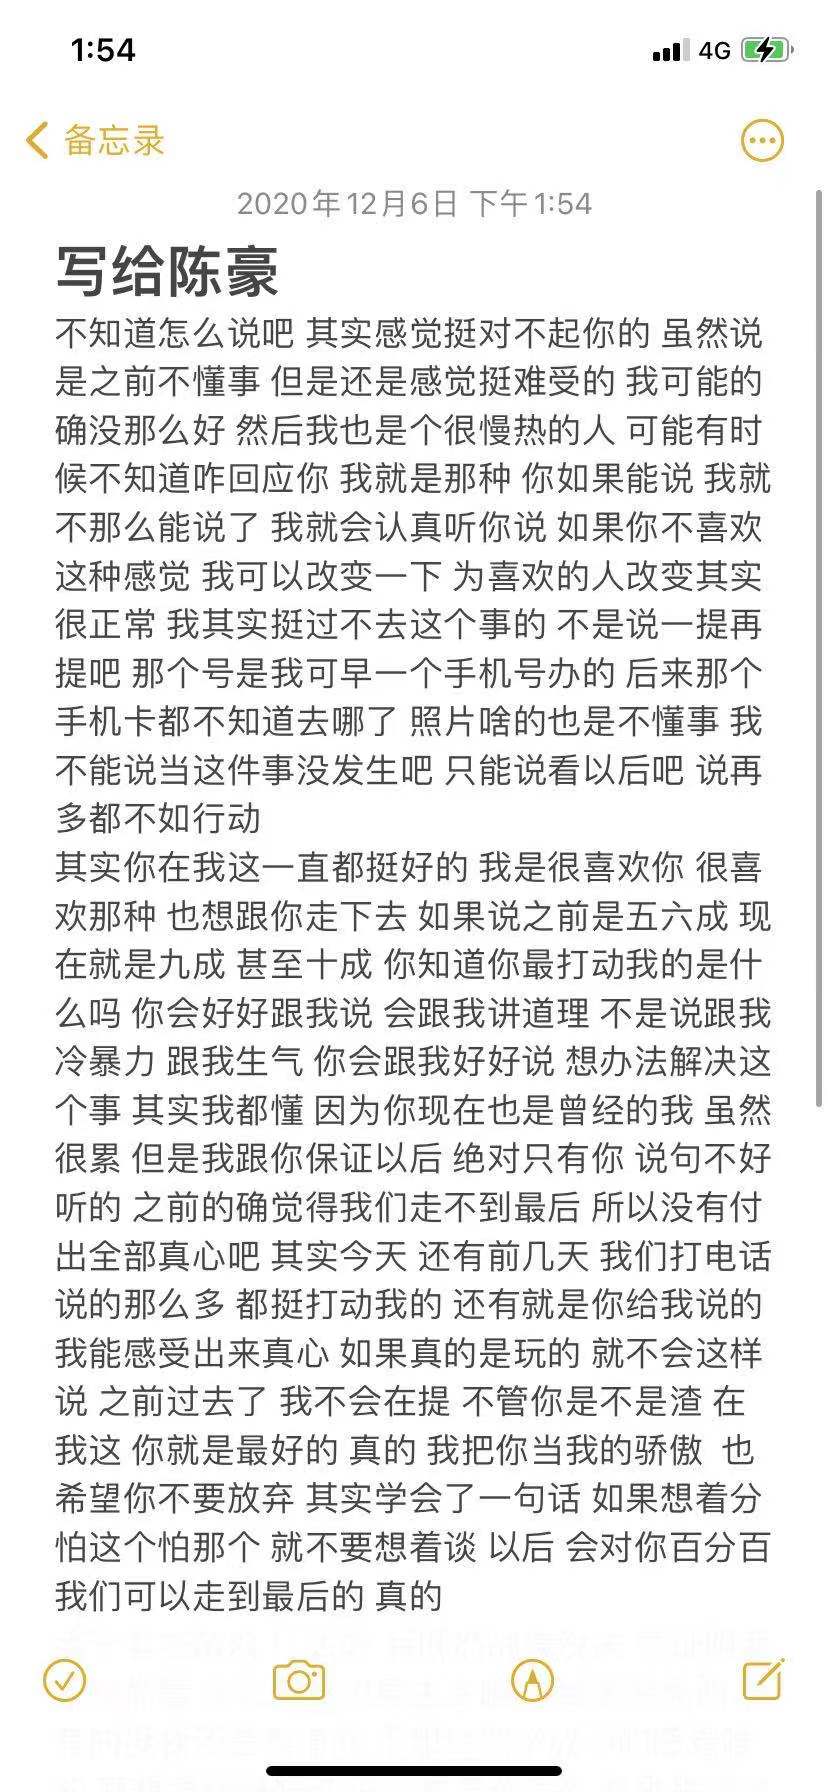 1:54
4G
备忘录
2020年12月6日 下午1:54
写给陈豪
不知道怎么说吧 其实感觉挺对不起你的 虽然说
是之前不懂事 但是还是感觉挺难受的 我可能的
确没那么好 然后我也是个很慢热的人 可能有时
候不知道咋回应你 我就是那种 你如果能说 我就
不那么能说了 我就会认真听你说 如果你不喜欢
这种感觉 我可以改变一下 为喜欢的人改变其实
很正常 我其实挺过不去这个事的 不是说一提再
提吧 那个号是我可早一个手机号办的 后来那个
手机卡都不知道去哪了 照片啥的也是不懂事 我
不能说当这件事没发生吧 只能说看以后吧 说再
多都不如行动
其实你在我这一直都挺好的 我是很喜欢你 很喜
欢那种 也想跟你走下去 如果说之前是五六成 现
在就是九成 甚至十成 你知道你最打动我的是什
么吗 你会好好跟我说 会跟我讲道理 不是说跟我
冷暴力 跟我生气 你会跟我好好说 想办法解决这
个事 其实我都懂 因为你现在也是曾经的我 虽然
很累 但是我跟你保证以后 绝对只有你 说句不好
听的 之前的确觉得我们走不到最后 所以没有付
出全部真心吧 其实今天 还有前几天 我们打电话
说的那么多 都挺打动我的 还有就是你给我说的
我能感受出来真心 如果真的是玩的 就不会这样
说 之前过去了 我不会在提 不管你是不是渣 在
我这 你就是最好的 真的 我把你当我的骄傲  也
希望你不要放弃 其实学会了一句话 如果想着分
怕这个怕那个 就不要想着谈 以后 会对你百分百
我们可以走到最后的 真的